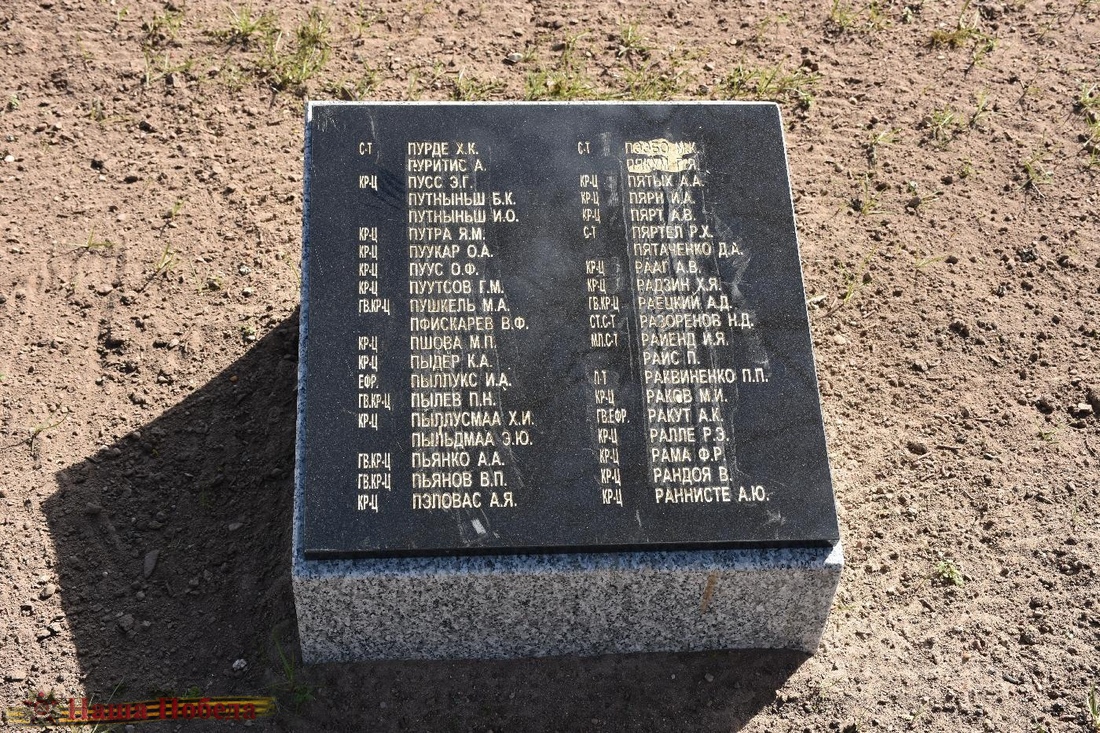 С-Т ПУРДЕ Х.К.
ПУРИТИС А.
КР-Ц ПУСС Э.Г.
ПУТНЫНЬШ Б.К.
ПУТНЫНЬШ И.О.
КР-Ц ПУТРА Я.М.
КР-Ц ПУУКАР О.А.
КР-Ц ПУУС О.Ф.
КР-Ц ПУУТСОВ Г.М.
ГВ.КР-Ц ПУШКЕЛЬ М.А.
ПФИСКАРЕВ В.Ф.
КР-Ц ПШОВА М.П.
КР-Ц ПЫДЕР К.А.
ЕФР. ПЫЛЛУКС И.А.
ГВ.КР-Ц ПЫЛЕВ П.Н.
КР-Ц ПЫЛЛУСМАА Х.И.
ПЫЛЬДМАА Э.Ю.
ГВ.КР-Ц ПЬЯНКО А.А.
ГВ.КР-Ц ПЬЯНОВ В.П.
КР-Ц ПЭЛОВАС А.Я.
С-Т М.К.
КР-Ц ПЯТЫХ А.А.
КР-Ц ПЯРН И.А.
КР-Ц ПЯРТ А.В.
С-Т ПЯРТЕЛ Р.Х.
ПЯТАЧЕНКО Д.А.
КР-Ц РААГ А.В.
КР-Ц РАДЗИН Х.Я.
ГВ.КР-Ц РАЕЦКИЙ А.Д.
СТ.С-Т РАЗОРЕНОВ Н.Д.
МЛ.С-Т РАЙЕНД И.Я.
РАЙС П.
Л-Т РАКВИНЕНКО П.П.
КР-Ц РАКОВ М.И.
ГВ.ЕФР. РАКУТ А.К.
КР-Ц РАЛЛЕ Р.Э.
КР-Ц РАМА Ф.Р.
КР-Ц РАНДОЯ В.
КР-Ц РАННИСТЕ А.Ю.
Наша Победа